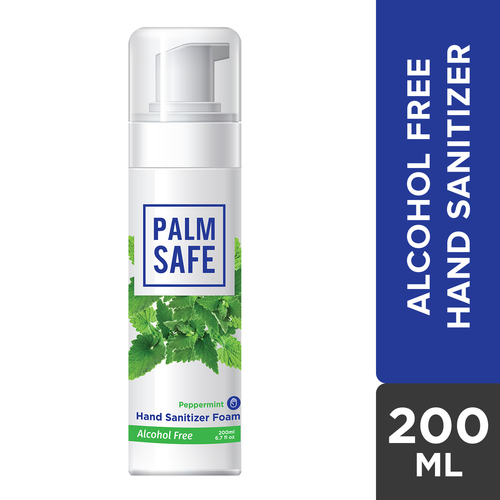 PALM
SAFE
Peppermint
Hand Sanitizer Foam
Alcohol Free
200ml
6.7 fl oz
ALCOHOL FREE
HAND SANITIZER
200
ML